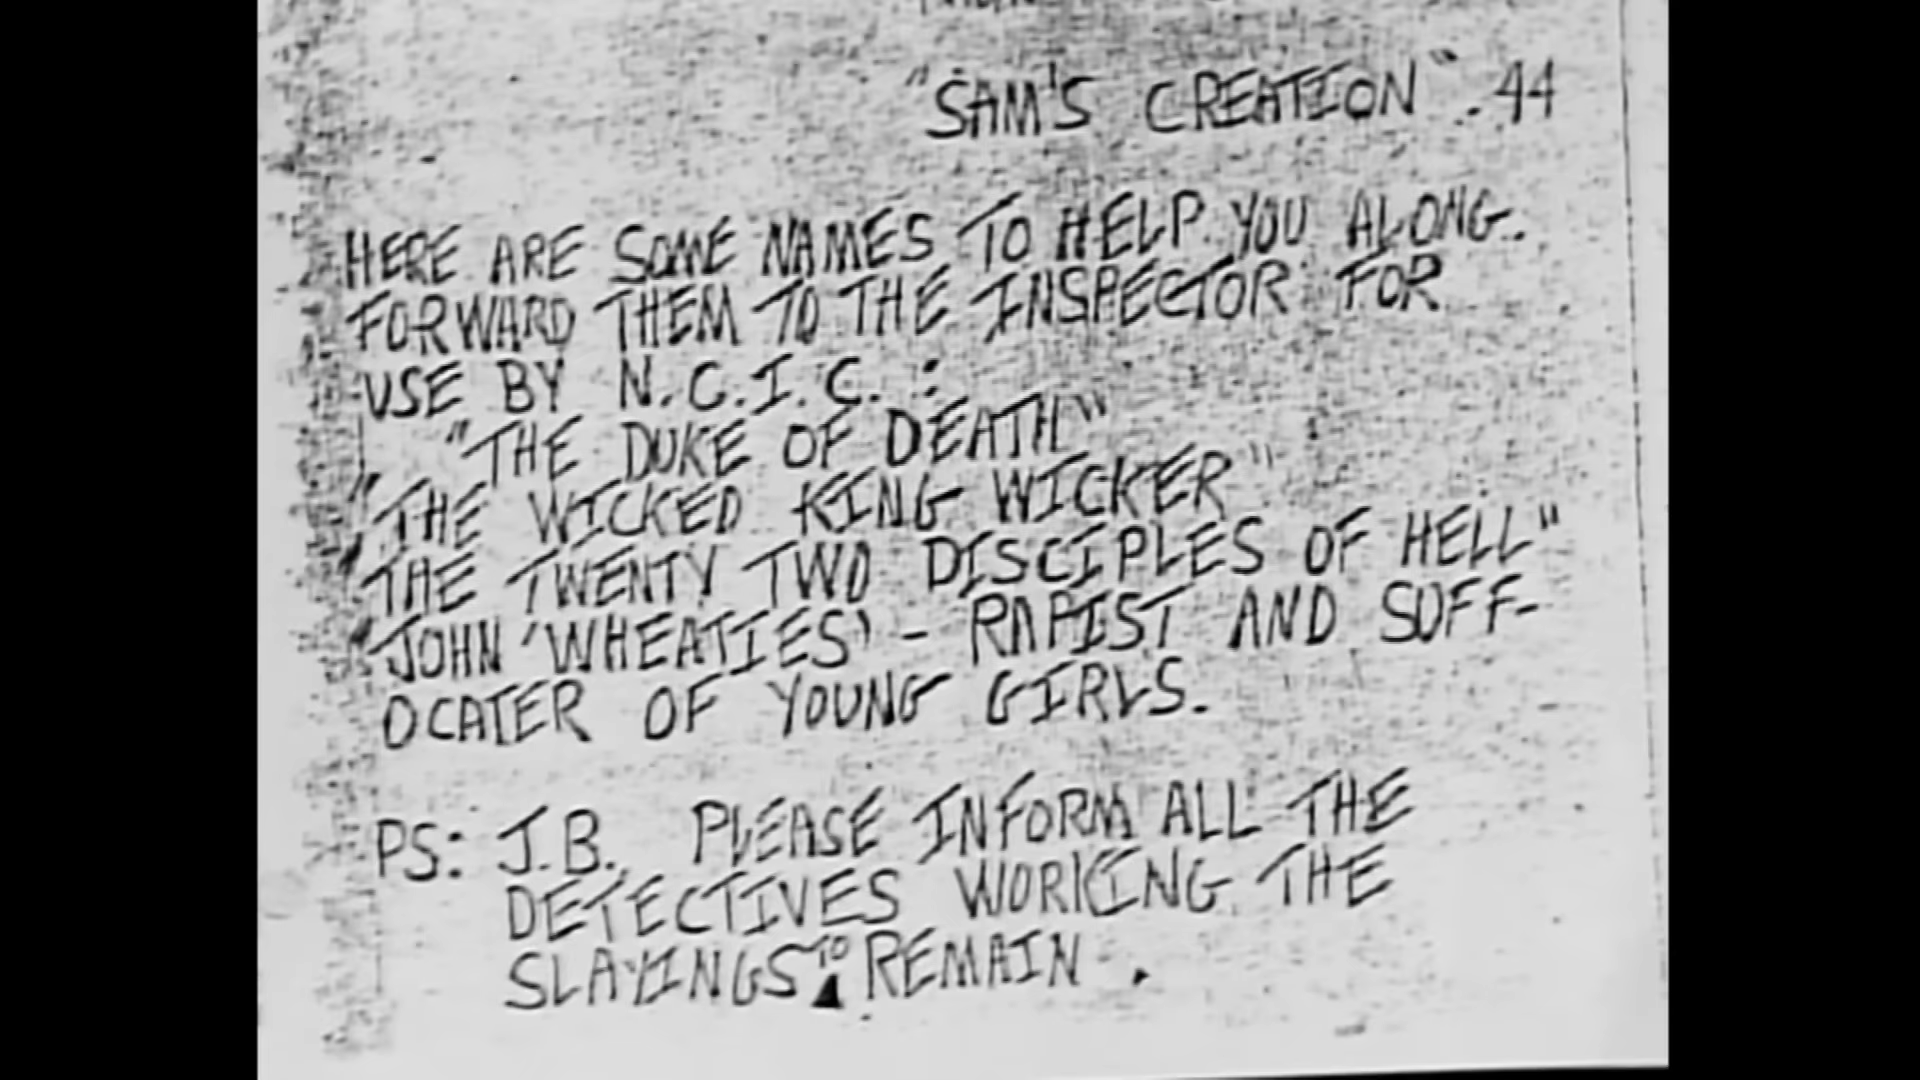 "SAM'S CREATION" .44
HERE ARE SOME NAMES TO HELP YOU ALONG.
FORWARD THEM TO THE INSPECTOR FOR
USE BY N.C.I.C. :
"THE DUKE OF DEATH"
"THE WICKED KING WICKER"
"THE TWENTY TWO DISCIPLES OF HELL"
"JOHN 'WHEATIES' - RAPIST AND SUFF-
OCATER OF YOUNG GIRLS.
PS: J.B. PLEASE INFORM ALL THE
DETECTIVES WORKING THE
SLAYINGS TO REMAIN.